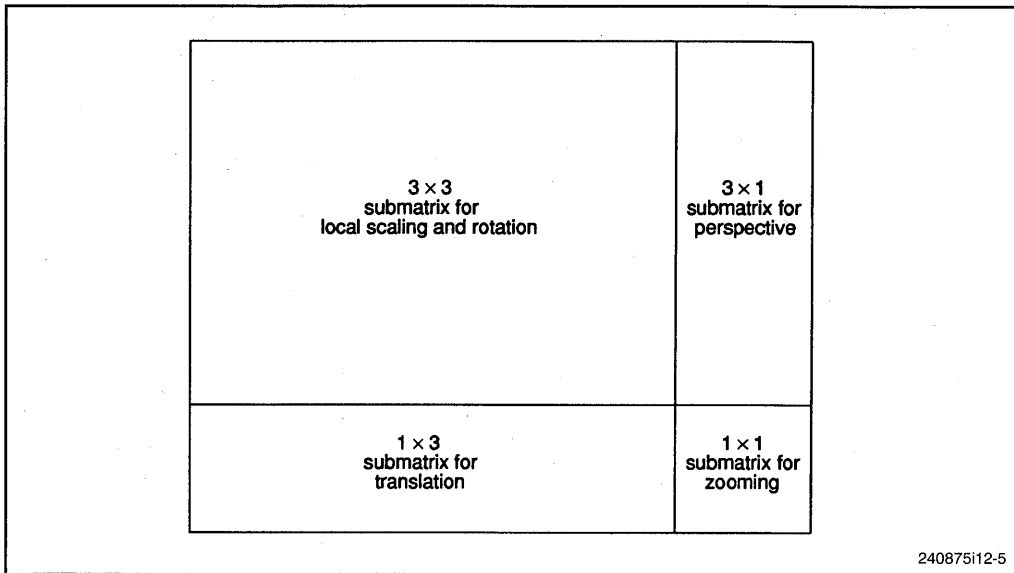 3 × 3
submatrix for
local scaling and rotation
3 × 1
submatrix for
perspective
1 × 3
submatrix for
translation
1 × 1
submatrix for
zooming
240875i12-5